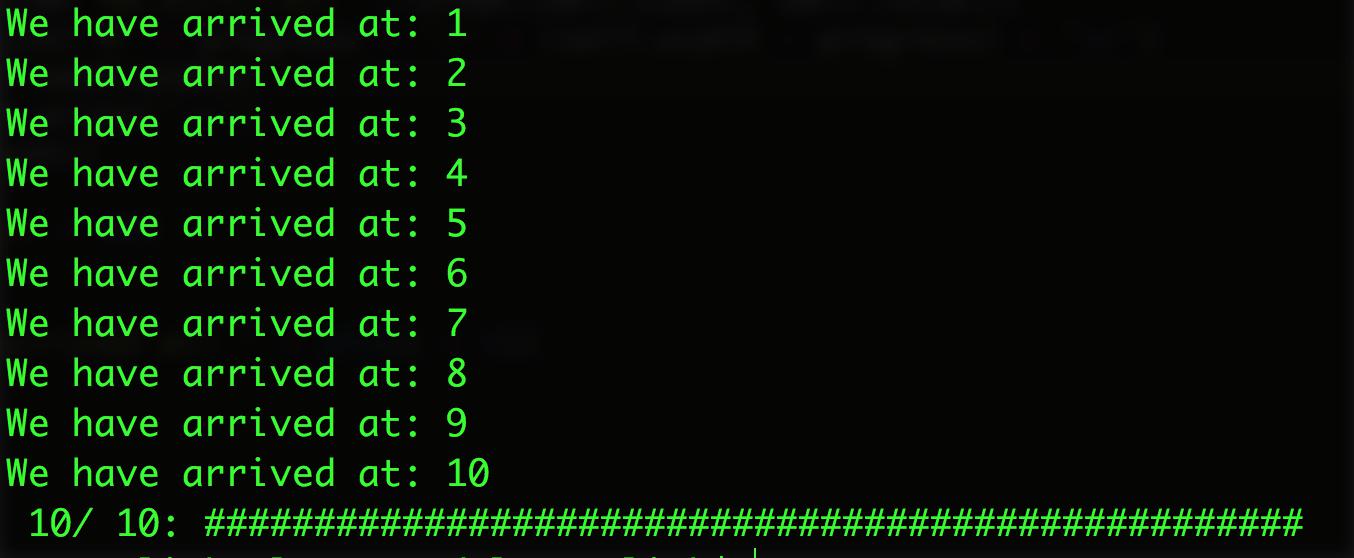 We have arrived at: 1
We have arrived at: 2
We have arrived at: 3
We have arrived at: 4
We have arrived at: 5
We have arrived at: 6
We have arrived at: 7
We have arrived at: 8
We have arrived at: 9
We have arrived at: 10
10/ 10: ##################################################